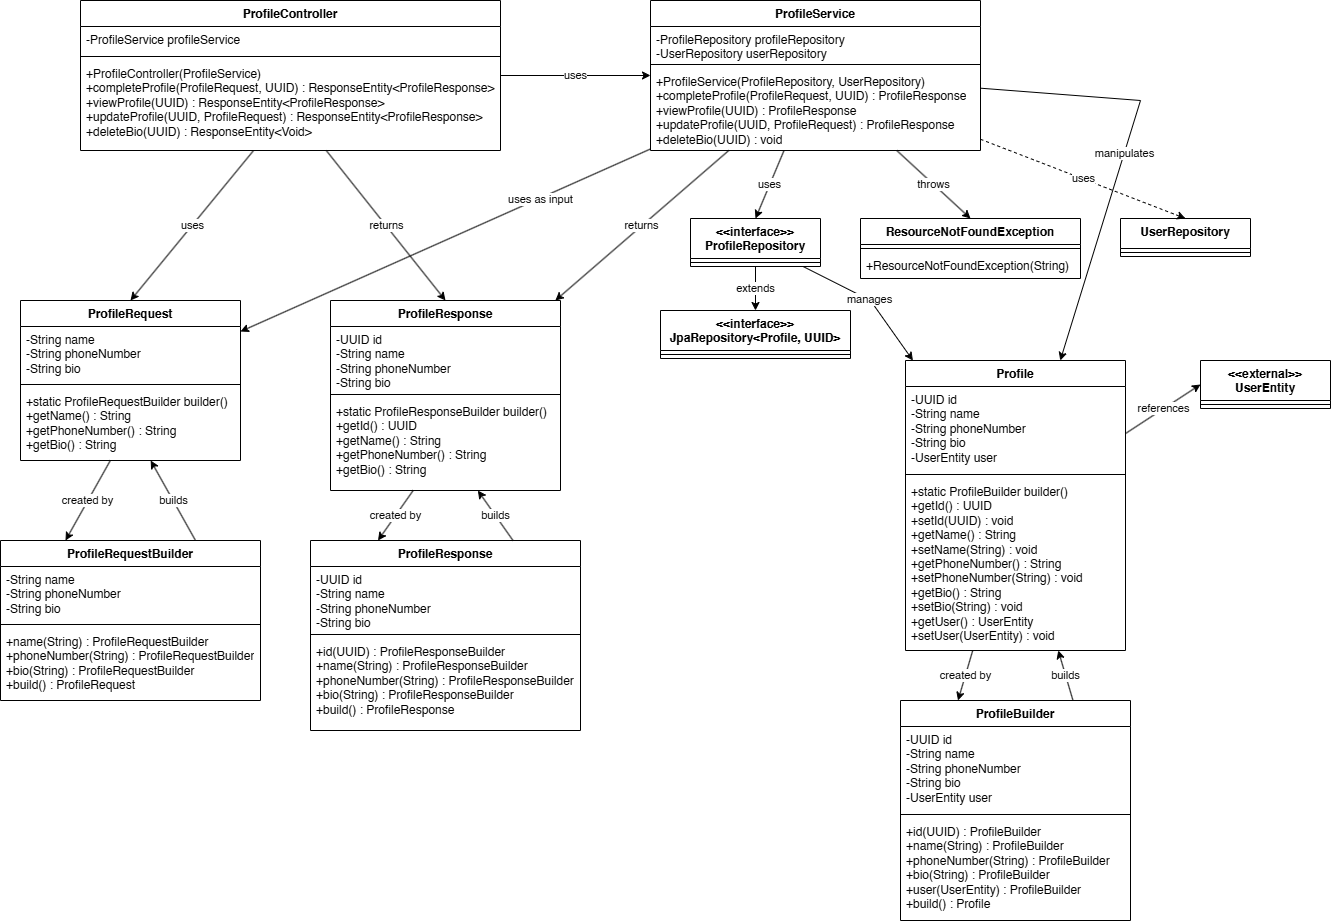 ProfileController
-ProfileService profileService
+ProfileController(ProfileService)
+completeProfile(ProfileRequest, UUID) : ResponseEntity<ProfileResponse>
+viewProfile(UUID) : ResponseEntity<ProfileResponse>
+updateProfile(UUID, ProfileRequest) : ResponseEntity<ProfileResponse>
+deleteBio(UUID) : ResponseEntity<Void>
uses
ProfileService
-ProfileRepository profileRepository
-UserRepository userRepository
+ProfileService(ProfileRepository, UserRepository)
+completeProfile(ProfileRequest, UUID) : ProfileResponse
+viewProfile(UUID) : ProfileResponse
+updateProfile(UUID, ProfileRequest) : ProfileResponse
+deleteBio(UUID) : void
uses
returns
uses as input
returns
uses
throws
manipulates
uses
<<interface>>
ProfileRepository
ResourceNotFoundException
+ResourceNotFoundException(String)
UserRepository
extends
manages
<<interface>>
JpaRepository<Profile, UUID>
ProfileRequest
-String name
-String phoneNumber
-String bio
+static ProfileRequestBuilder builder()
+getName() : String
+getPhoneNumber() : String
+getBio() : String
ProfileResponse
-UUID id
-String name
-String phoneNumber
-String bio
+static ProfileResponseBuilder builder()
+getId() : UUID
+getName() : String
+getPhoneNumber() : String
+getBio() : String
Profile
-UUID id
-String name
-String phoneNumber
-String bio
-UserEntity user
+static ProfileBuilder builder()
+getId() : UUID
+setId(UUID) : void
+getName() : String
+setName(String) : void
+getPhoneNumber() : String
+setPhoneNumber(String) : void
+getBio() : String
+setBio(String) : void
+getUser() : UserEntity
+setUser(UserEntity) : void
references
<<external>>
UserEntity
created by
builds
created by
builds
ProfileRequestBuilder
-String name
-String phoneNumber
-String bio
+name(String) : ProfileRequestBuilder
+phoneNumber(String) : ProfileRequestBuilder
+bio(String) : ProfileRequestBuilder
+build() : ProfileRequest
ProfileResponse
-UUID id
-String name
-String phoneNumber
-String bio
+id(UUID) : ProfileResponseBuilder
+name(String) : ProfileResponseBuilder
+phoneNumber(String) : ProfileResponseBuilder
+bio(String) : ProfileResponseBuilder
+build() : ProfileResponse
created by
builds
ProfileBuilder
-UUID id
-String name
-String phoneNumber
-String bio
-UserEntity user
+id(UUID) : ProfileBuilder
+name(String) : ProfileBuilder
+phoneNumber(String) : ProfileBuilder
+bio(String) : ProfileBuilder
+user(UserEntity) : ProfileBuilder
+build() : Profile